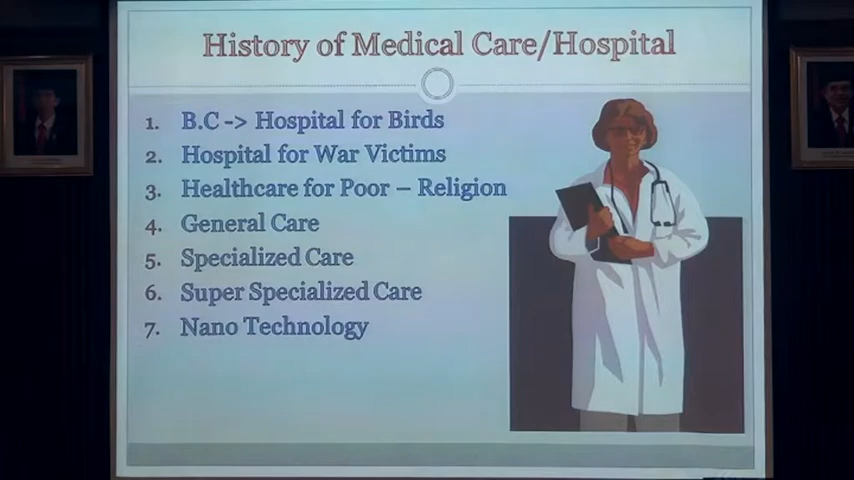 History of Medical Care/Hospital
1. B.C -> Hospital for Birds
2. Hospital for War Victims
3. Healthcare for Poor – Religion
4. General Care
5. Specialized Care
6. Super Specialized Care
7. Nano Technology